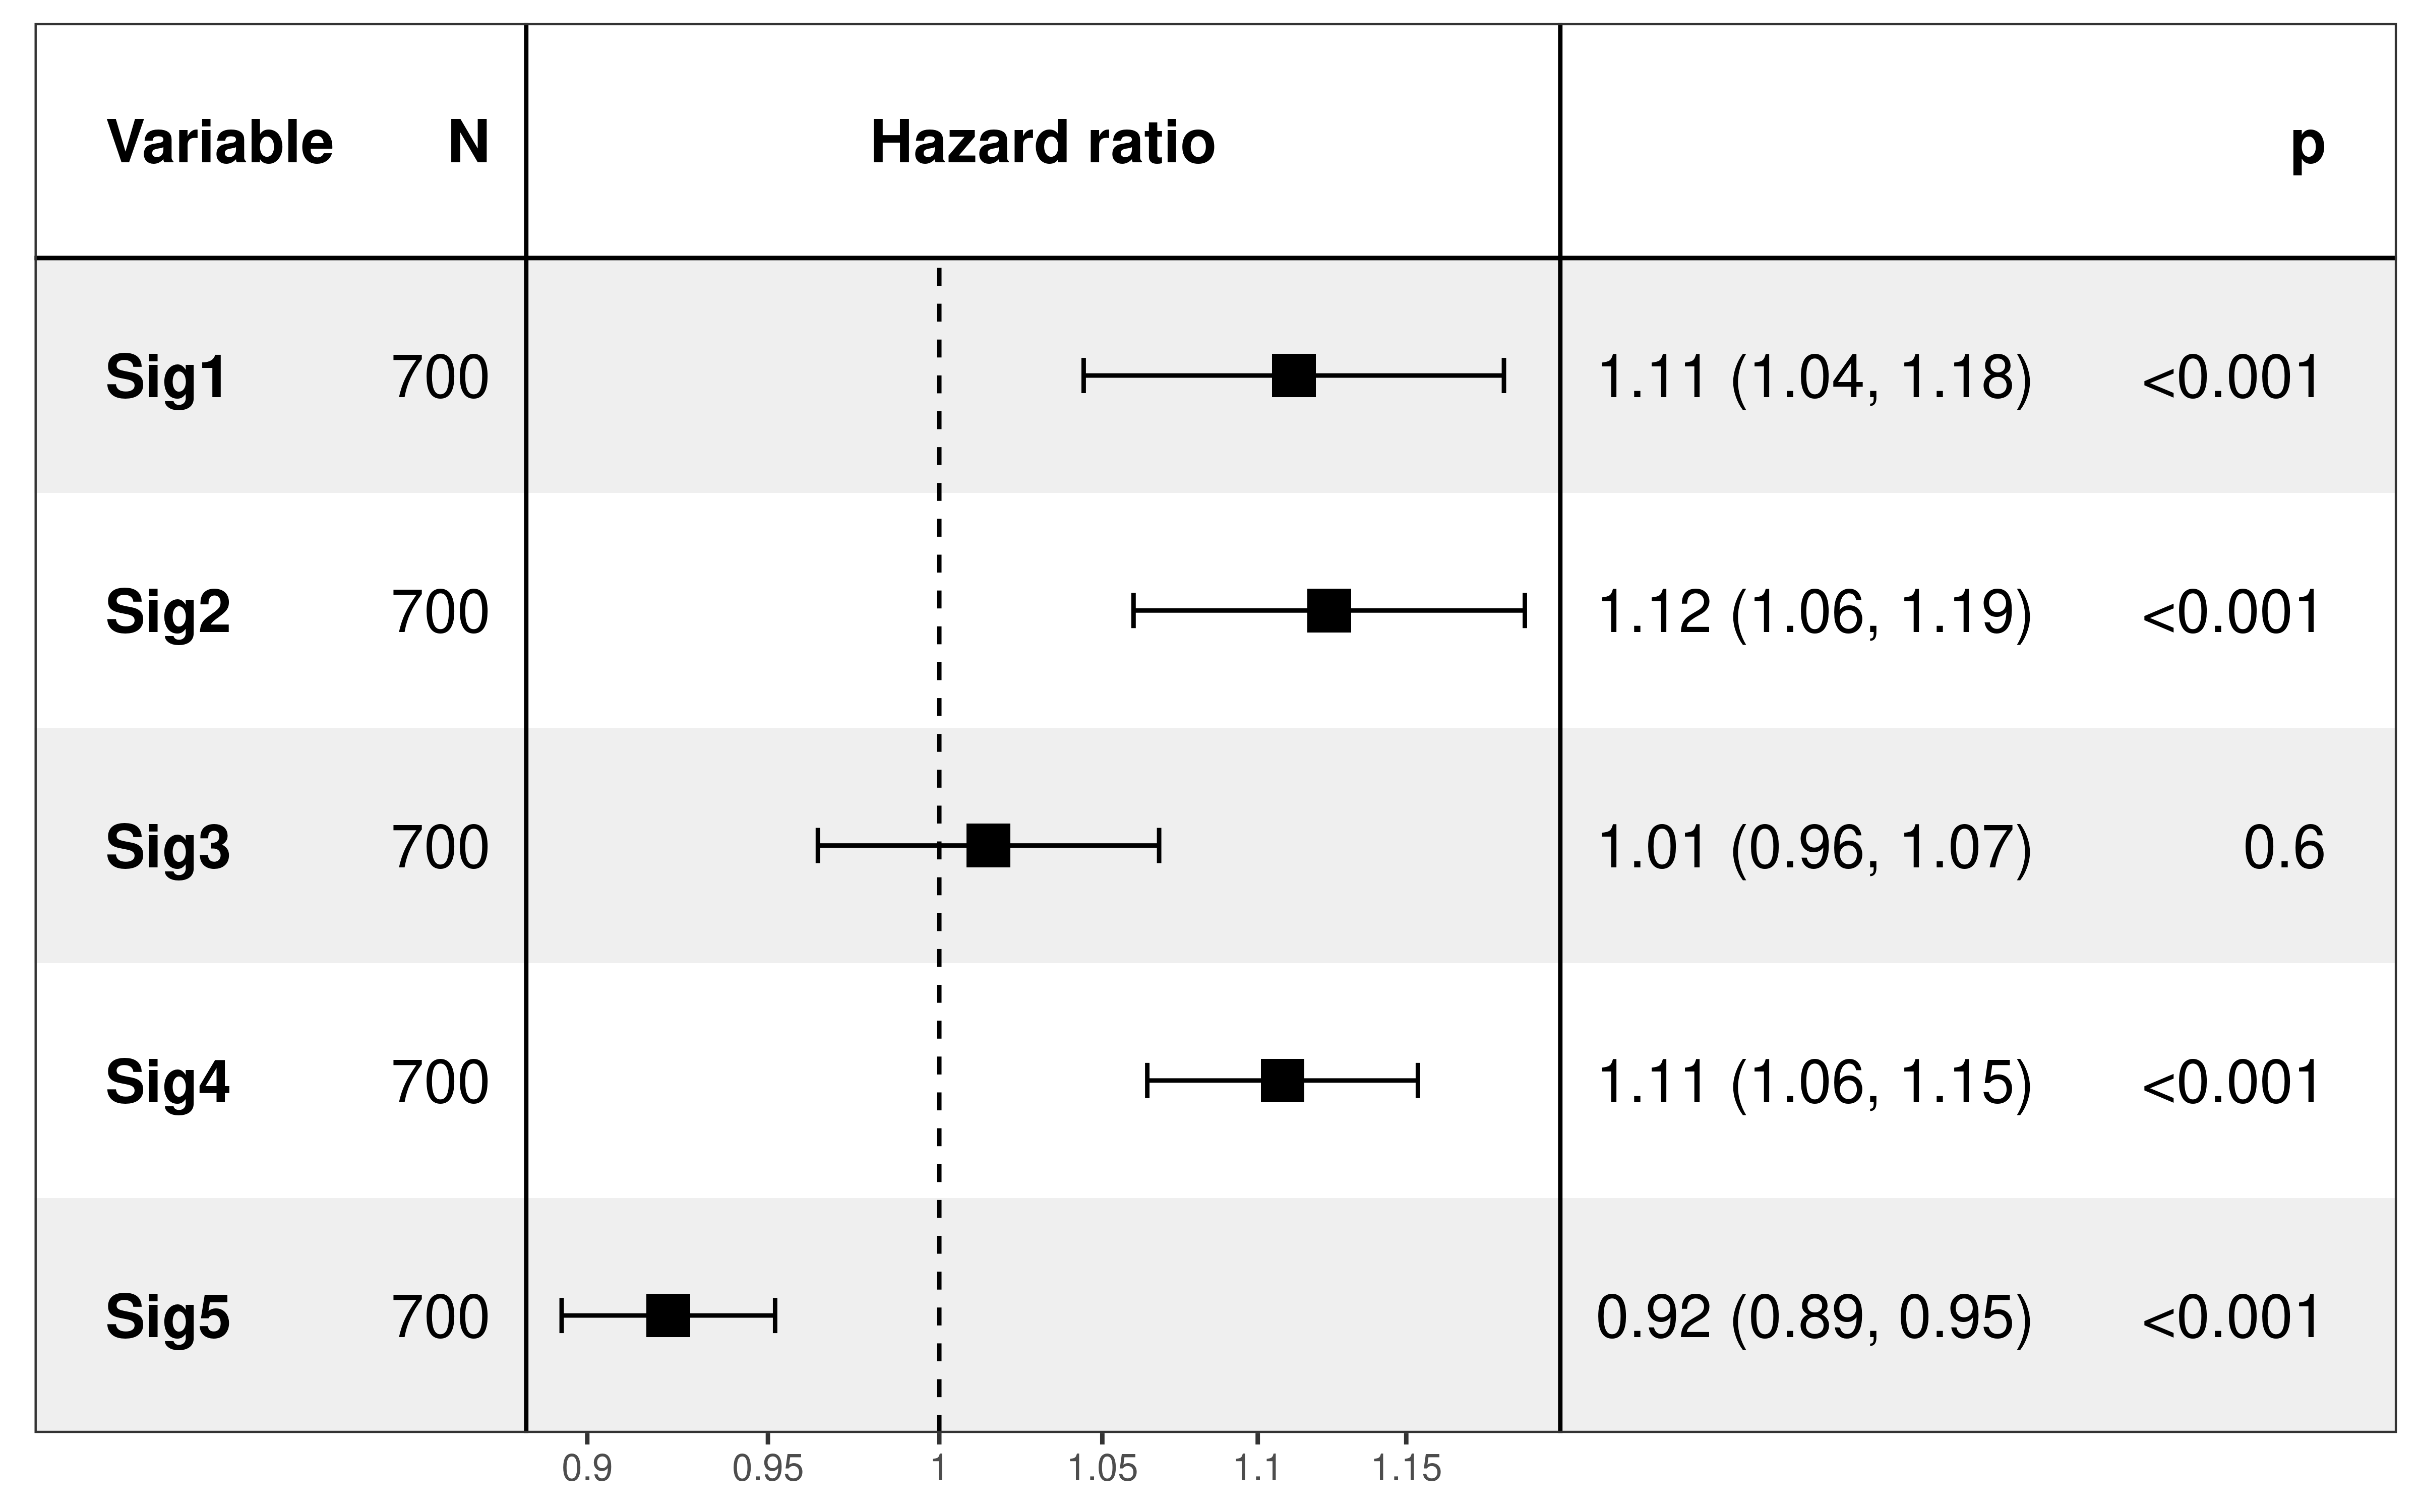 Variable N Hazard ratio p
Sig1 700 1.11 (1.04, 1.18) <0.001
Sig2 700 1.12 (1.06, 1.19) <0.001
Sig3 700 1.01 (0.96, 1.07) 0.6
Sig4 700 1.11 (1.06, 1.15) <0.001
Sig5 700 0.92 (0.89, 0.95) <0.001
0.9 0.95 1 1.05 1.1 1.15